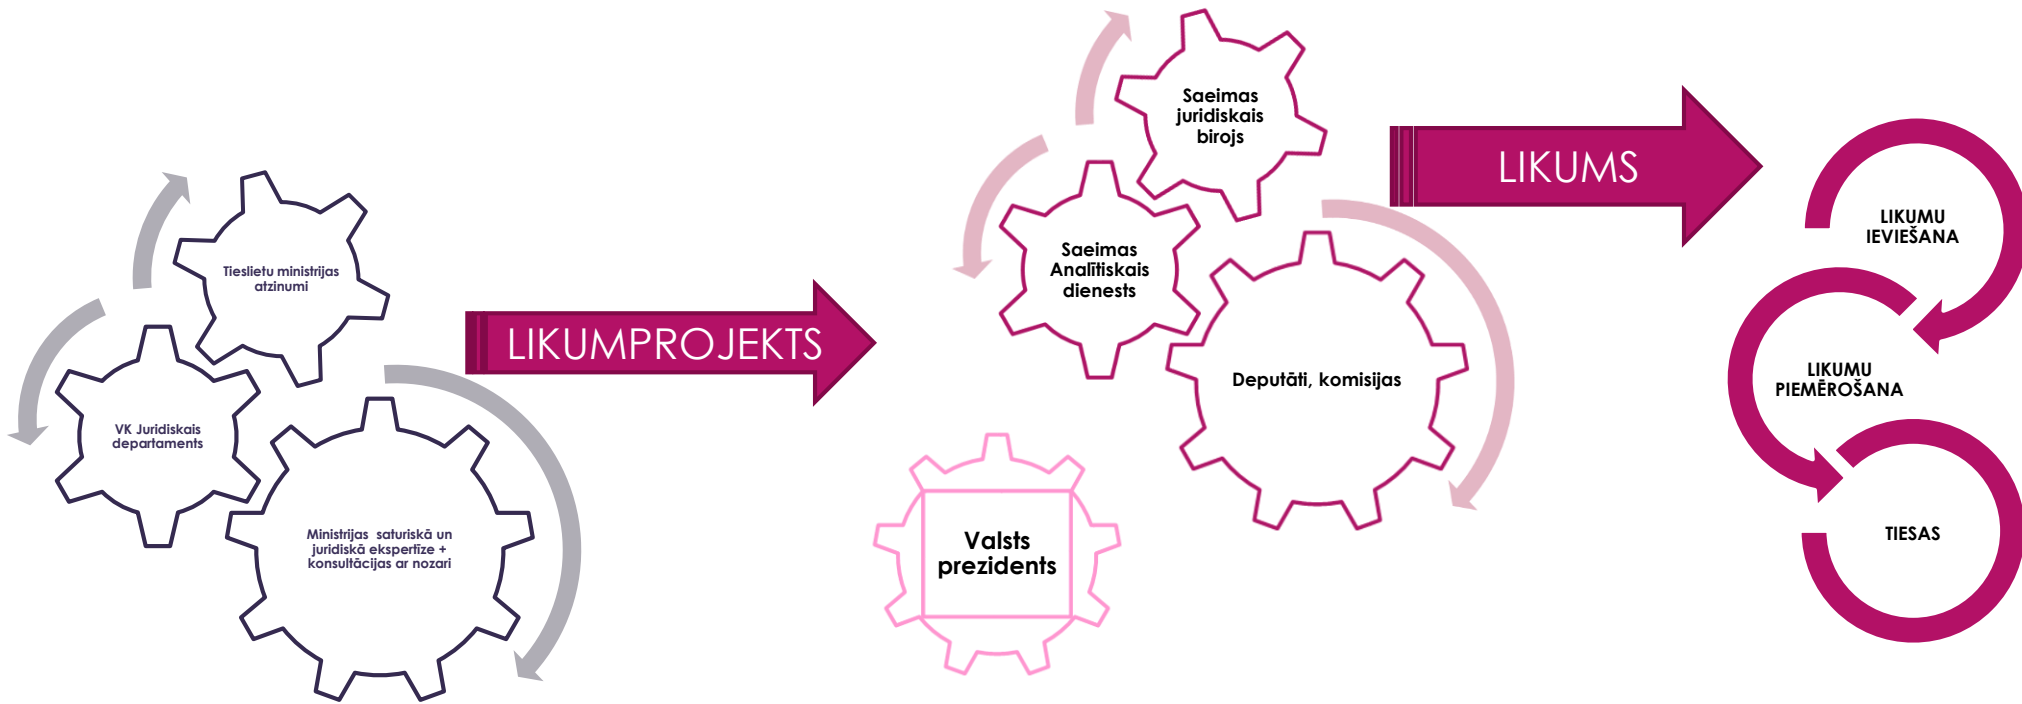 Tieslietu ministrijas
atzinumi
VK Juridiskais
departaments
Ministrijas saturiskā un
juridiskā ekspertīze +
konsultācijas ar nozari
LIKUMPROJEKTS
Saeimas
juridiskais
birojs
Saeimas
Analītiskais
dienests
Deputāti, komisijas
Valsts
prezidents
LIKUMS
LIKUMU
IEVIEŠANA
LIKUMU
PIEMĒROŠANA
TIESAS